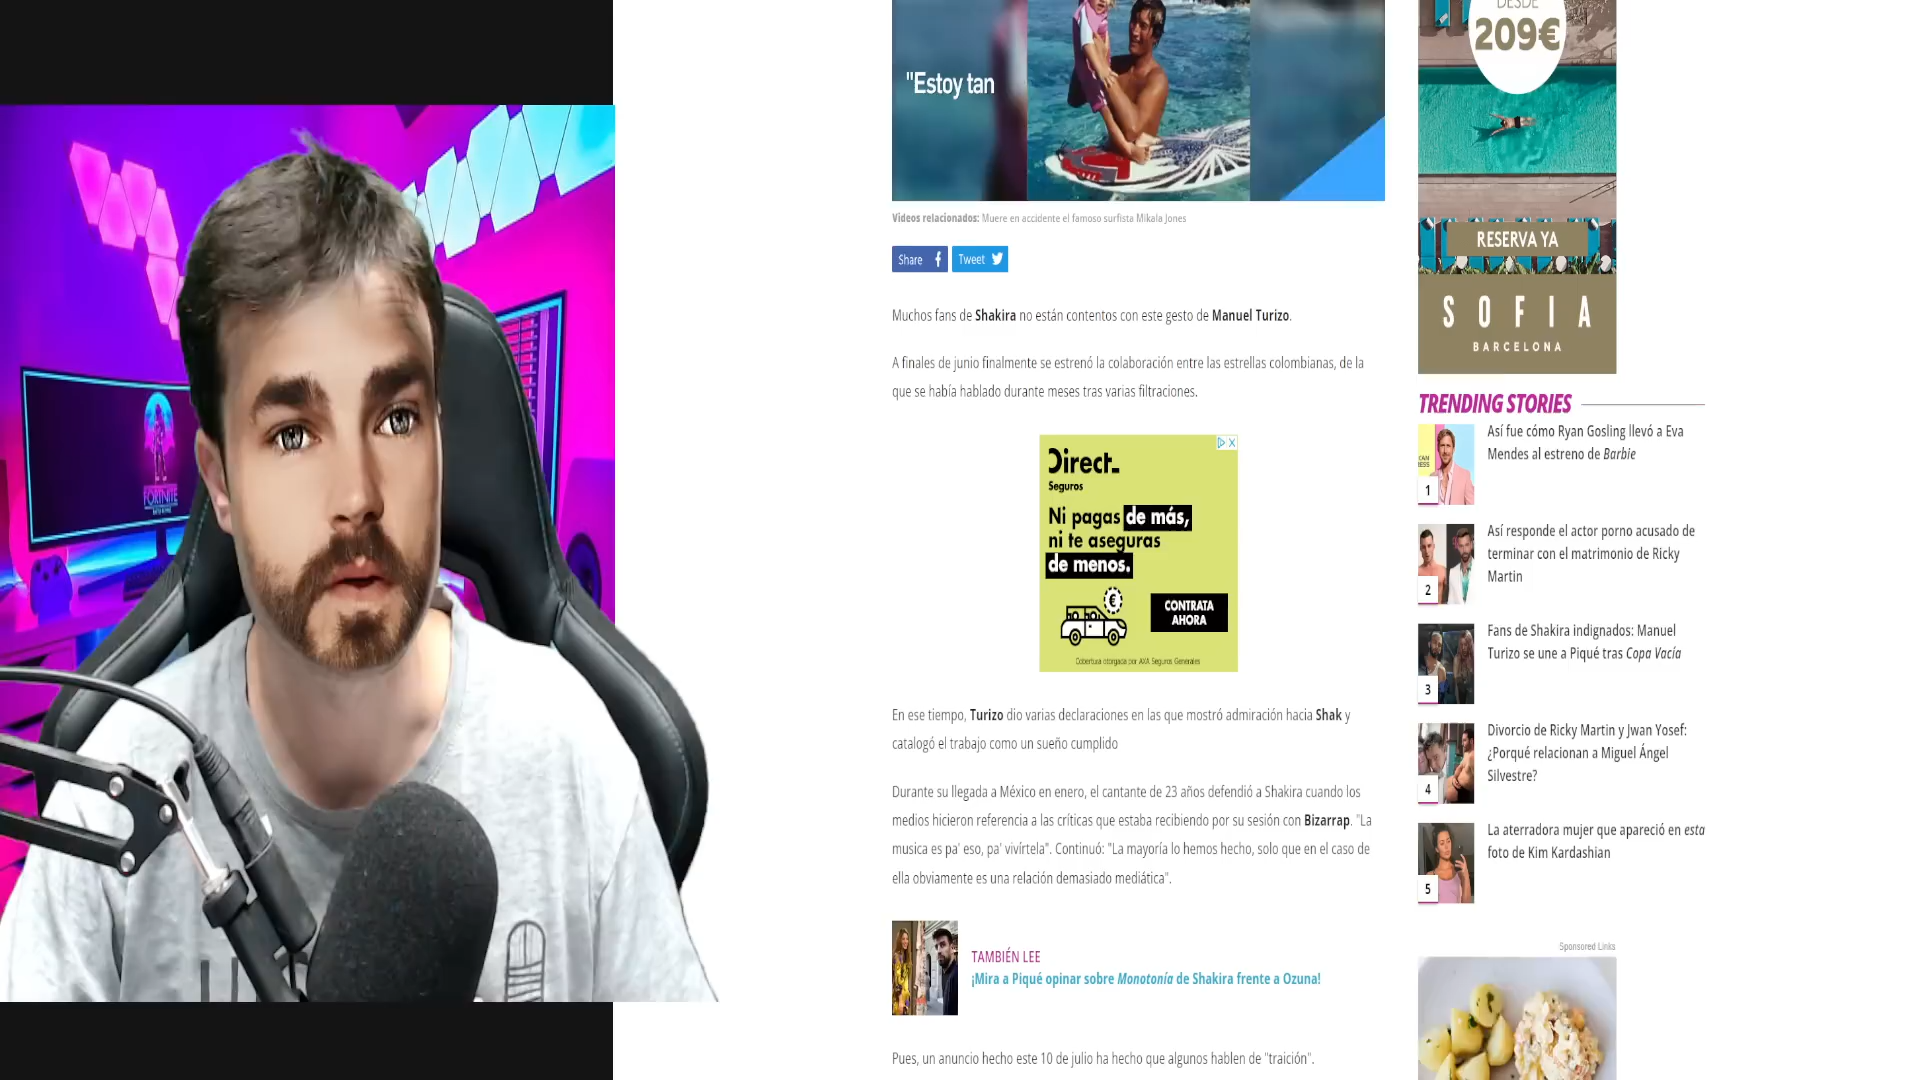 FORTNITE
"Estoy tan
Videos relacionados: Muere en accidente el famoso surfista Mikala Jones
Share
Tweet
Muchos fans de Shakira no están contentos con este gesto de Manuel Turizo.
A finales de junio finalmente se estrenó la colaboración entre las estrellas colombianas, de la
que se había hablado durante meses tras varias filtraciones.
Direct
Seguros
Ni pagas de más,
ni te aseguras
de menos.
€
CONTRATA
AHORA
Cobertura otorgada por AXA Seguros Generales
En ese tiempo, Turizo dio varias declaraciones en las que mostró admiración hacia Shak y
catalogó el trabajo como un sueño cumplido
Durante su llegada a México en enero, el cantante de 23 años defendió a Shakira cuando los
medios hicieron referencia a las críticas que estaba recibiendo por su sesión con Bizarrap. "La
musica es pa' eso, pa' vivírtela". Continuó: "La mayoría lo hemos hecho, solo que en el caso de
ella obviamente es una relación demasiado mediática".
TAMBIÉN LEE
¡Mira a Piqué opinar sobre Monotonía de Shakira frente a Ozuna!
Pues, un anuncio hecho este 10 de julio ha hecho que algunos hablen de "traición".
DESDE
209€
RESERVA YA
SOFIA
BARCELONA
TRENDING STORIES
Así fue cómo Ryan Gosling llevó a Eva
Mendes al estreno de Barbie
1
Así responde el actor porno acusado de
terminar con el matrimonio de Ricky
Martin
2
Fans de Shakira indignados: Manuel
Turizo se une a Piqué tras Copa Vacía
3
Divorcio de Ricky Martin y Jwan Yosef:
¿Porqué relacionan a Miguel Ángel
Silvestre?
4
La aterradora mujer que apareció en esta
foto de Kim Kardashian
5
Sponsored Links